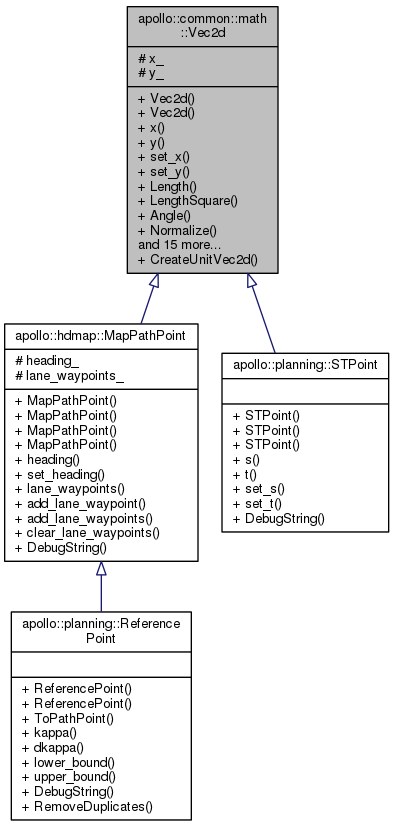 apollo::common::math
::Vec2d
# x_
# y_
+ Vec2d()
+ Vec2d()
+ x()
+ y()
+ set_x()
+ set_y()
+ Length()
+ LengthSquare()
+ Angle()
+ Normalize()
and 15 more...
+ CreateUnitVec2d()
apollo::hdmap::MapPathPoint
# heading_
# lane_waypoints_
+ MapPathPoint()
+ MapPathPoint()
+ MapPathPoint()
+ MapPathPoint()
+ heading()
+ set_heading()
+ lane_waypoints()
+ add_lane_waypoint()
+ add_lane_waypoints()
+ clear_lane_waypoints()
+ DebugString()
apollo::planning::STPoint
+ STPoint()
+ STPoint()
+ STPoint()
+ s()
+ t()
+ set_s()
+ set_t()
+ DebugString()
apollo::planning::Reference
Point
+ ReferencePoint()
+ ReferencePoint()
+ ToPathPoint()
+ kappa()
+ dkappa()
+ lower_bound()
+ upper_bound()
+ DebugString()
+ RemoveDuplicates()